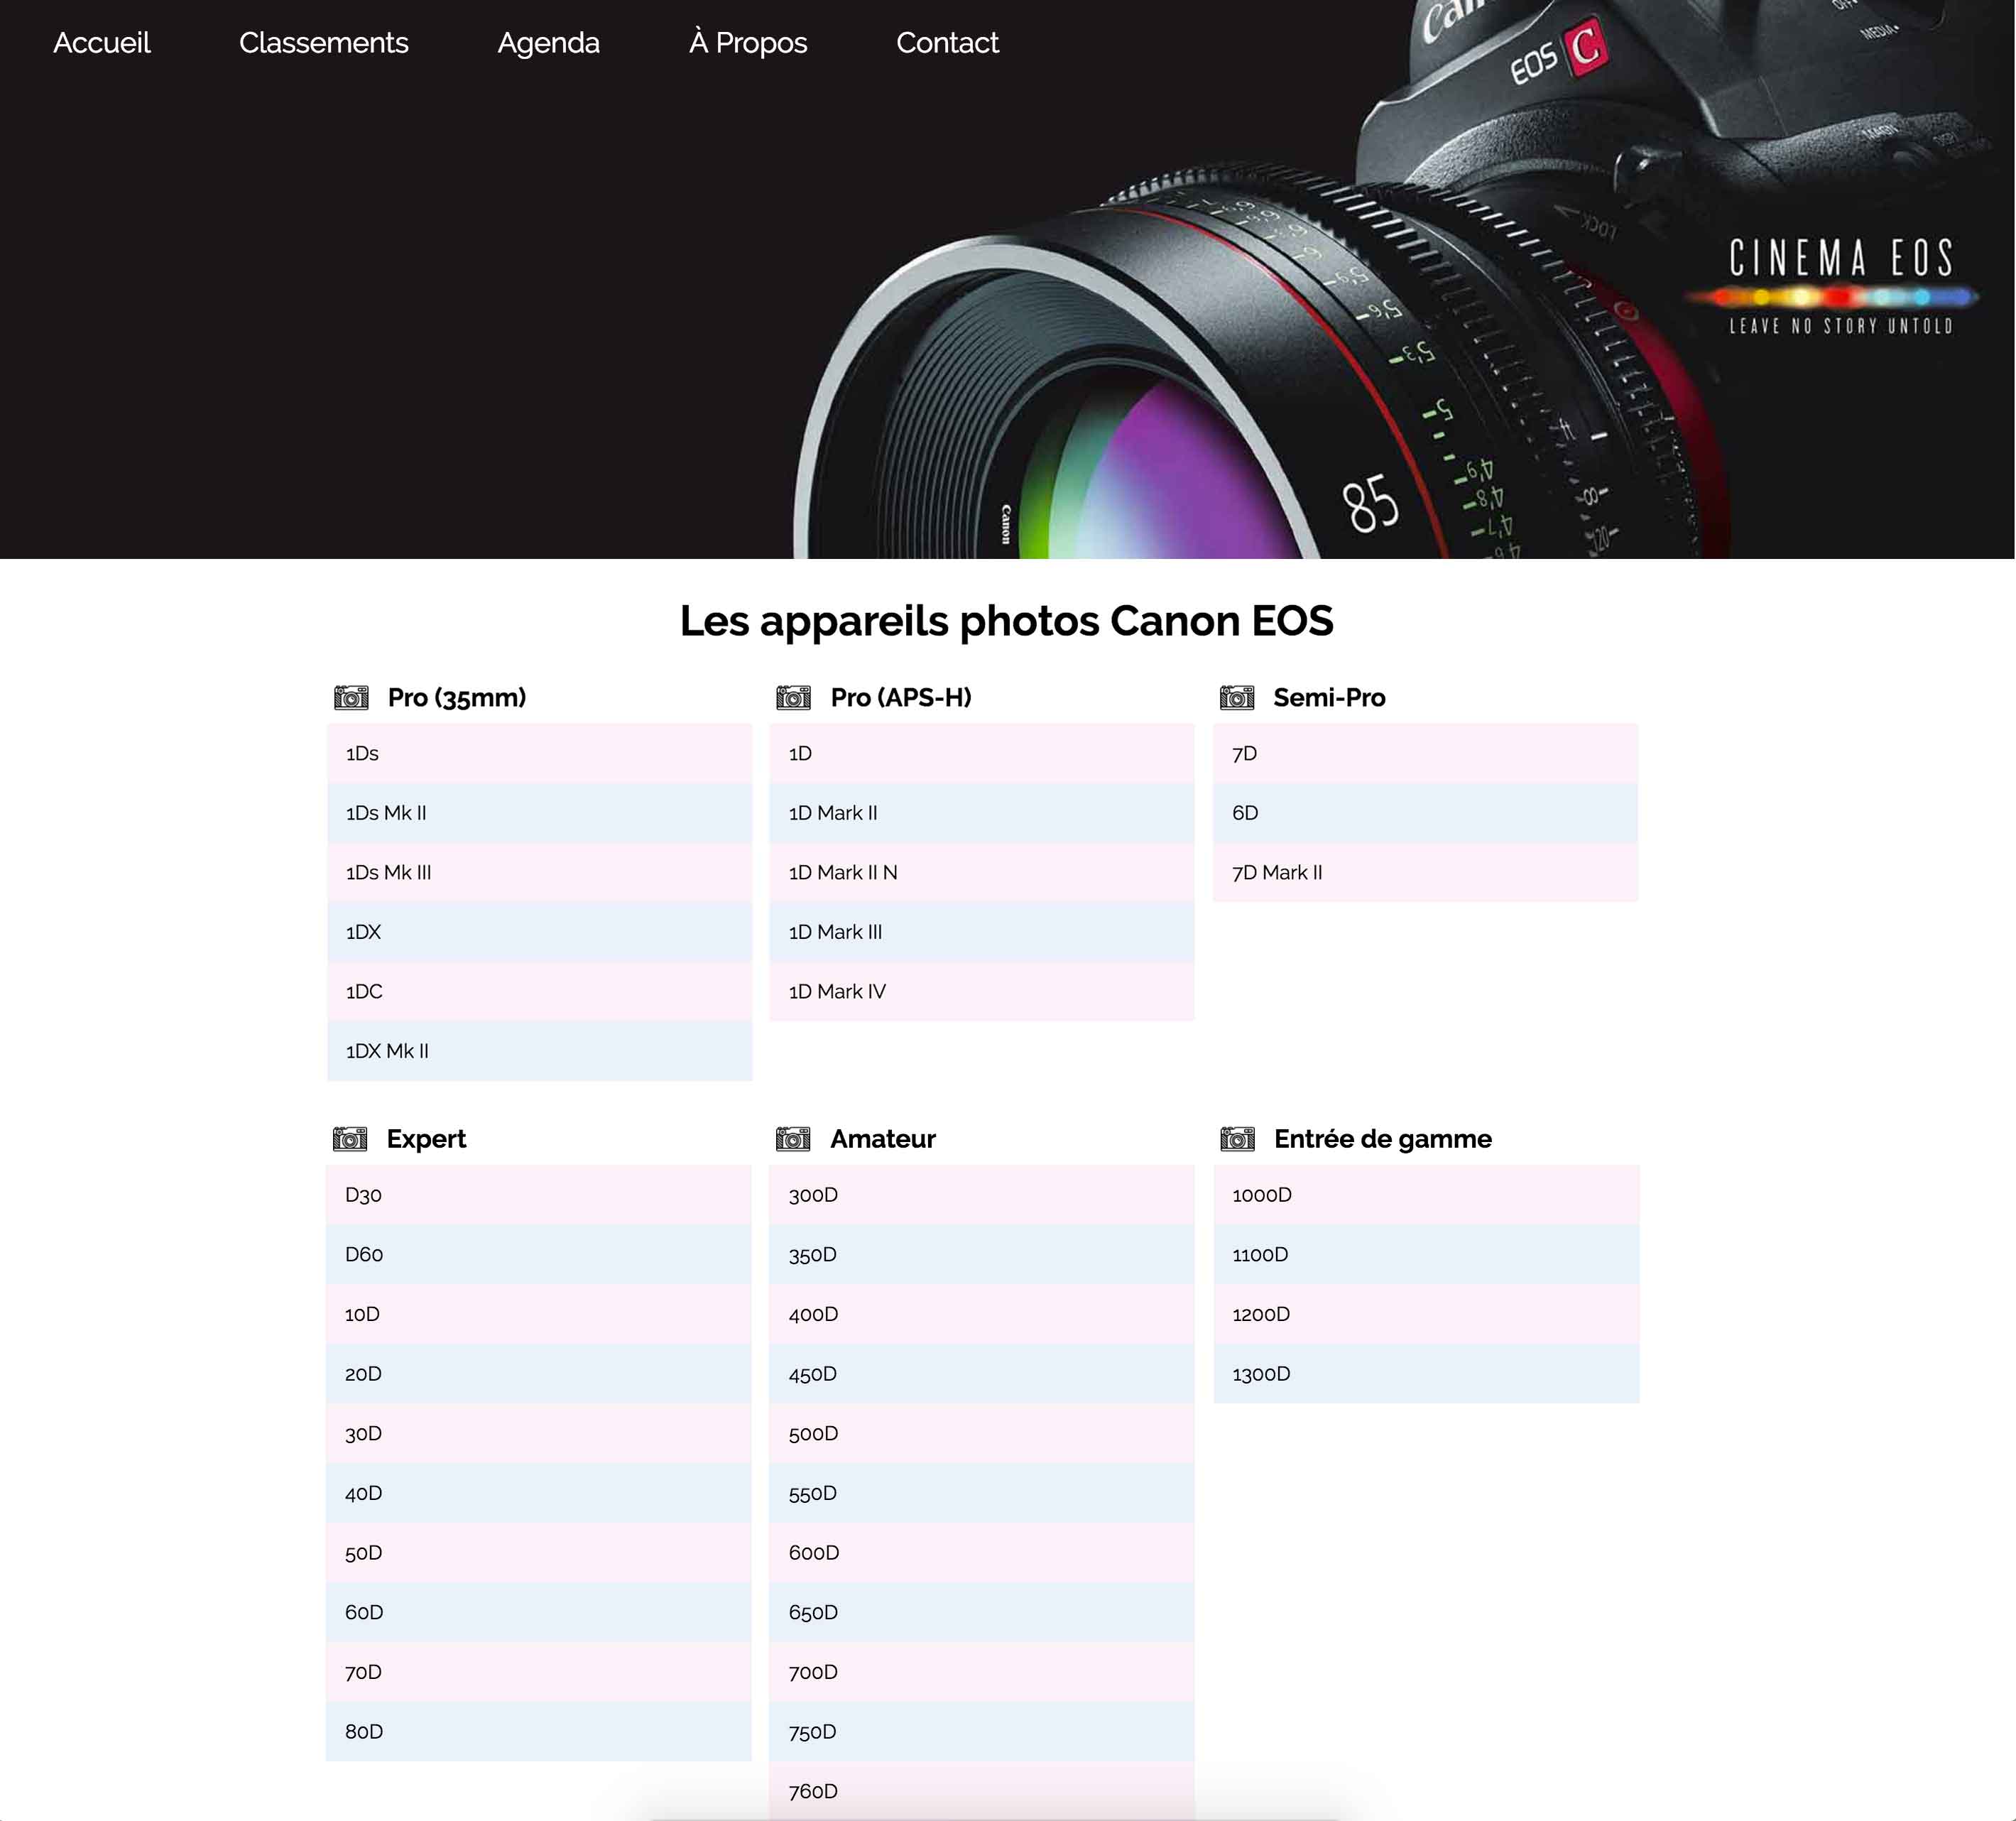 Accueil
Classements
Agenda
À Propos
Contact
EOS C
MEDIA
LOCK
CINEMA EOS
LEAVE NO STORY UNTOLD
Canon
85
Les appareils photos Canon EOS
Pro (35mm)
1Ds
1Ds Mk II
1Ds Mk III
1DX
1DC
1DX Mk II
Pro (APS-H)
1D
1D Mark II
1D Mark II N
1D Mark III
1D Mark IV
Semi-Pro
7D
6D
7D Mark II
Expert
D30
D60
10D
20D
30D
40D
50D
60D
70D
80D
Amateur
300D
350D
400D
450D
500D
550D
600D
650D
700D
750D
760D
Entrée de gamme
1000D
1100D
1200D
1300D